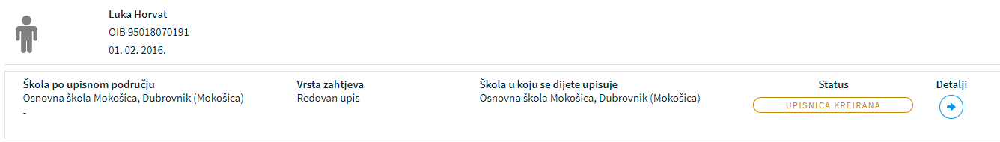 Luka Horvat
OIB 95018070191
01. 02. 2016.
Škola po upisnom području
Osnovna škola Mokošica, Dubrovnik (Mokošica)
-
Vrsta zahtjeva
Redovan upis
Škola u koju se dijete upisuje
Osnovna škola Mokošica, Dubrovnik (Mokošica)
Status
UPISNICA KREIRANA
Detalji